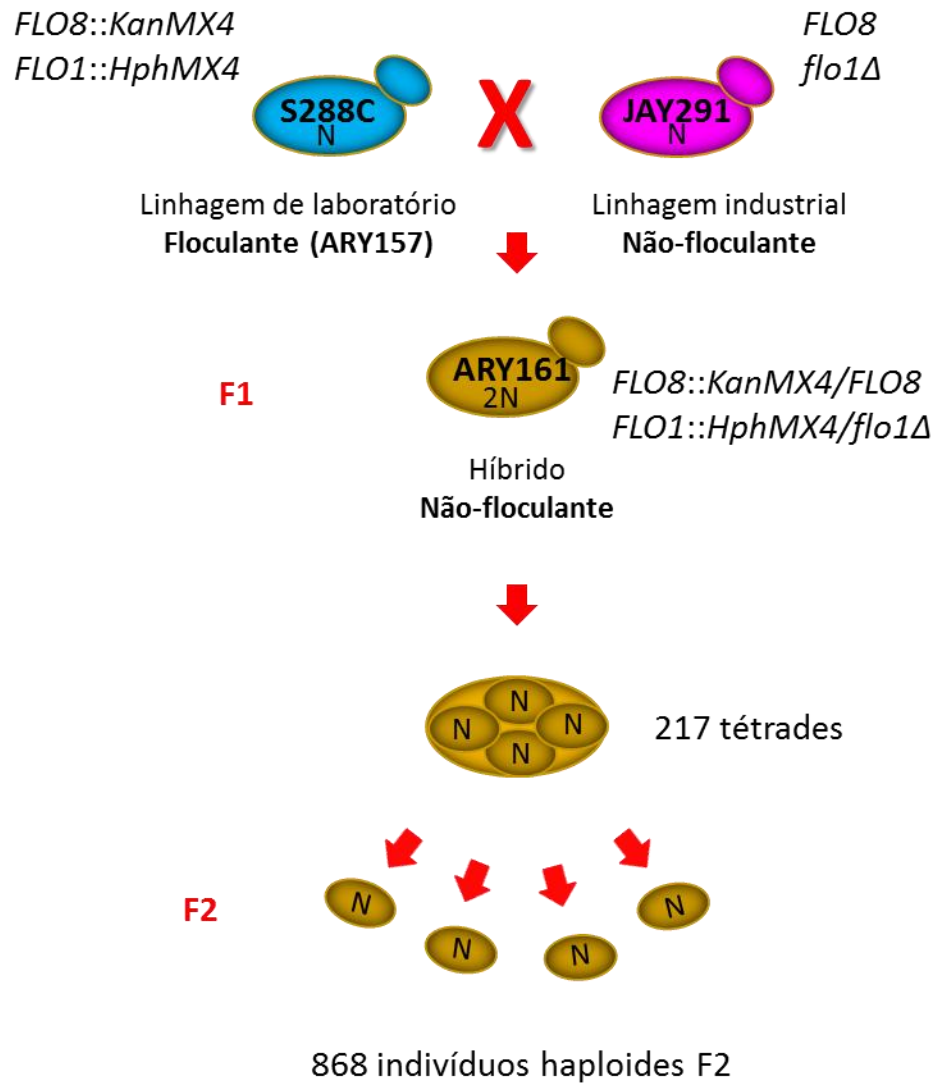 FLO8::KanMX4
FLO1::HphMX4
FLO8
flo1Δ
S288C
N
X
JAY291
N
Linhagem de laboratório
Floculante (ARY157)
Linhagem industrial
Não-floculante
F1
ARY161
2N
FLO8::KanMX4/FLO8
FLO1::HphMX4/flo1Δ
Híbrido
Não-floculante
N
N
N
N
217 tétrades
F2
N
N
N
N
868 indivíduos haploides F2